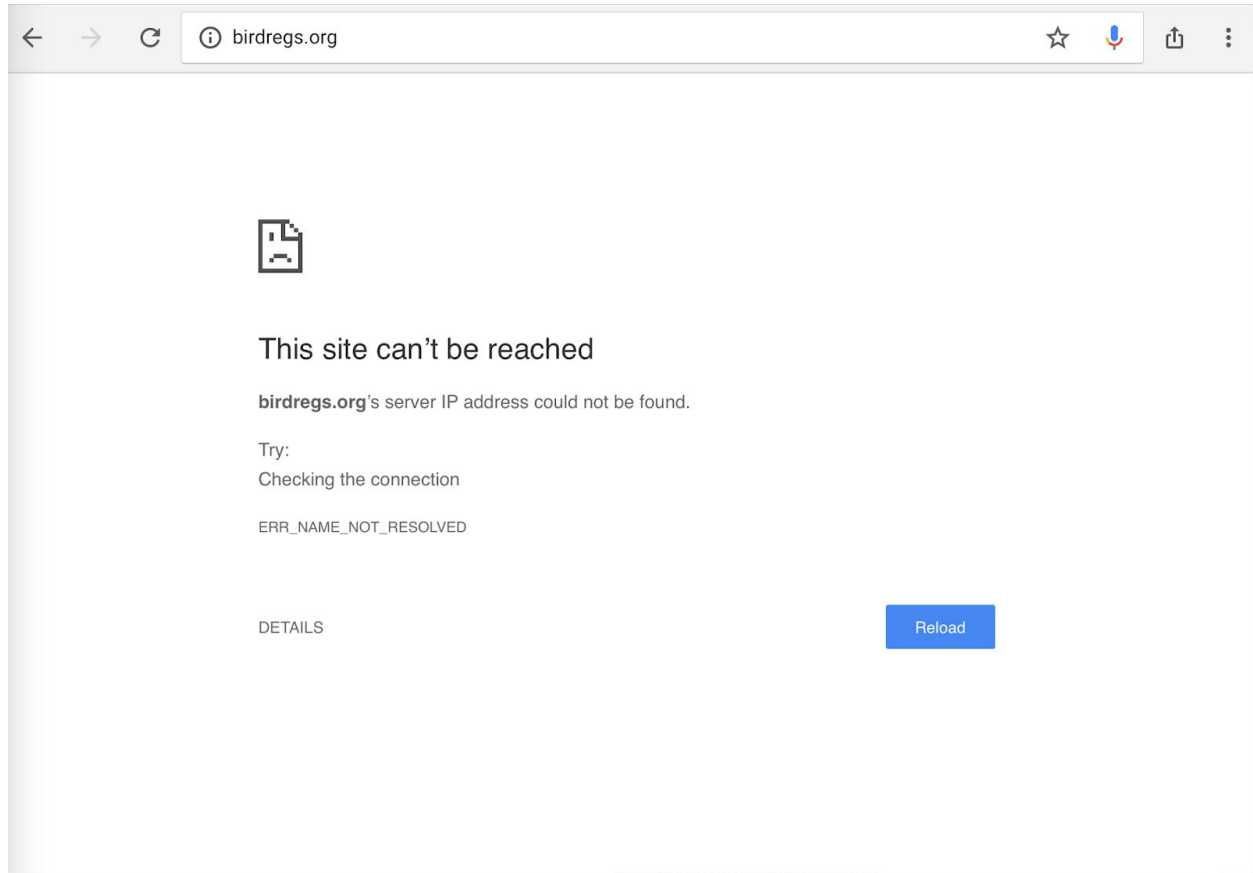 birdregs.org
This site can’t be reached
birdregs.org’s server IP address could not be found.
Try:
Checking the connection
ERR_NAME_NOT_RESOLVED
DETAILS
Reload